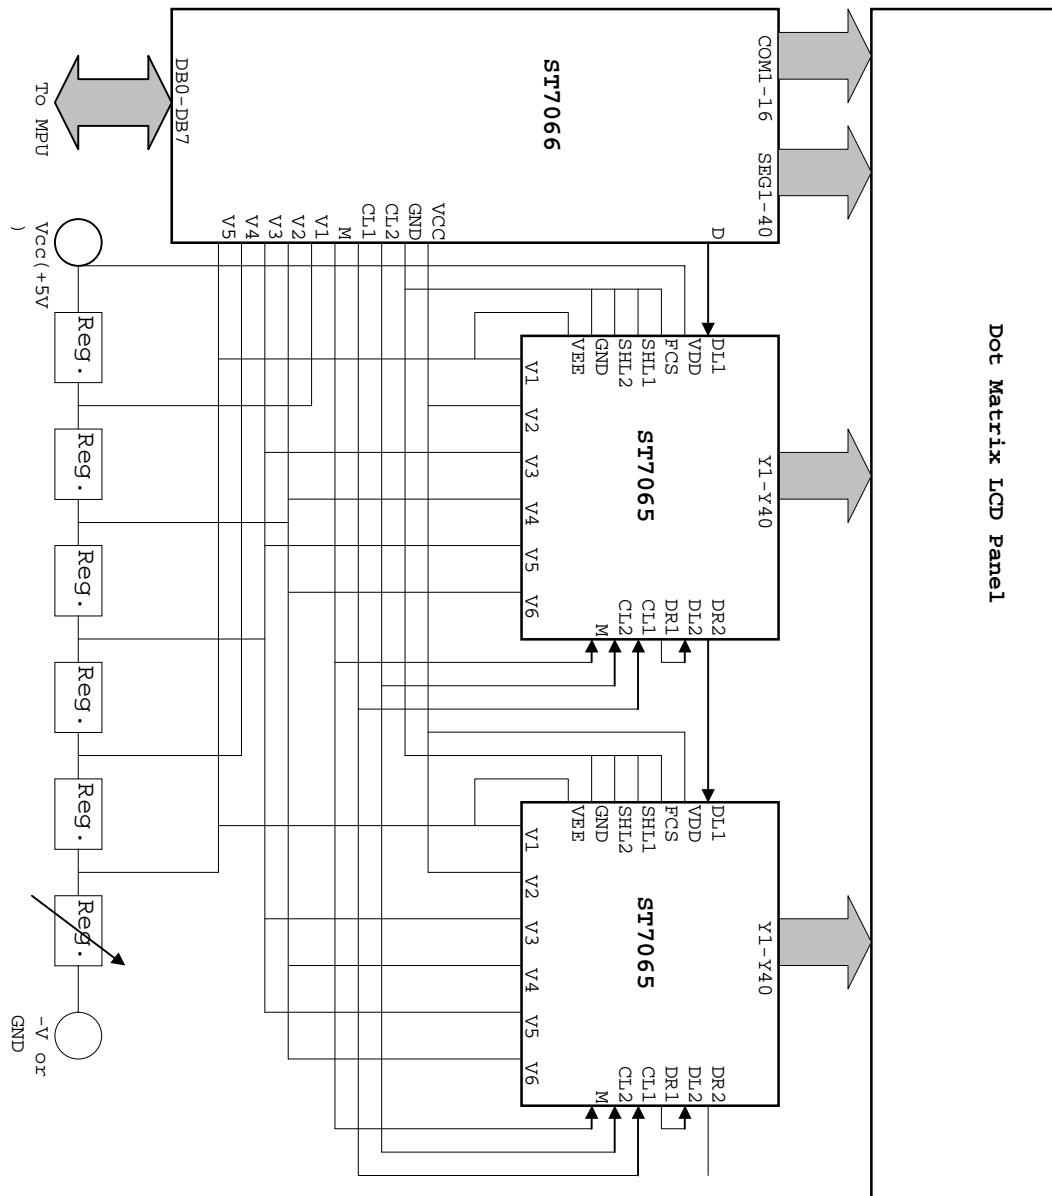 ST7066
DB0-DB7
To MPU
COM1-16
SEG1-40
V5
V4
V3
V2
V1
M
CL1
CL2
GND
VCC
D
Vcc(+5V
)
Reg.
Reg.
Reg.
Reg.
Reg.
Reg.
-V or
GND
ST7065
VEE
GND
SHL2
SHL1
FCS
VDD
DL1
V1
V2
V3
V4
V5
V6
M
CL2
CL1
DR1
DL2
DR2
Y1-Y40
ST7065
VEE
GND
SHL2
SHL1
FCS
VDD
DL1
V1
V2
V3
V4
V5
V6
M
CL2
CL1
DR1
DL2
DR2
Y1-Y40
Dot Matrix LCD Panel